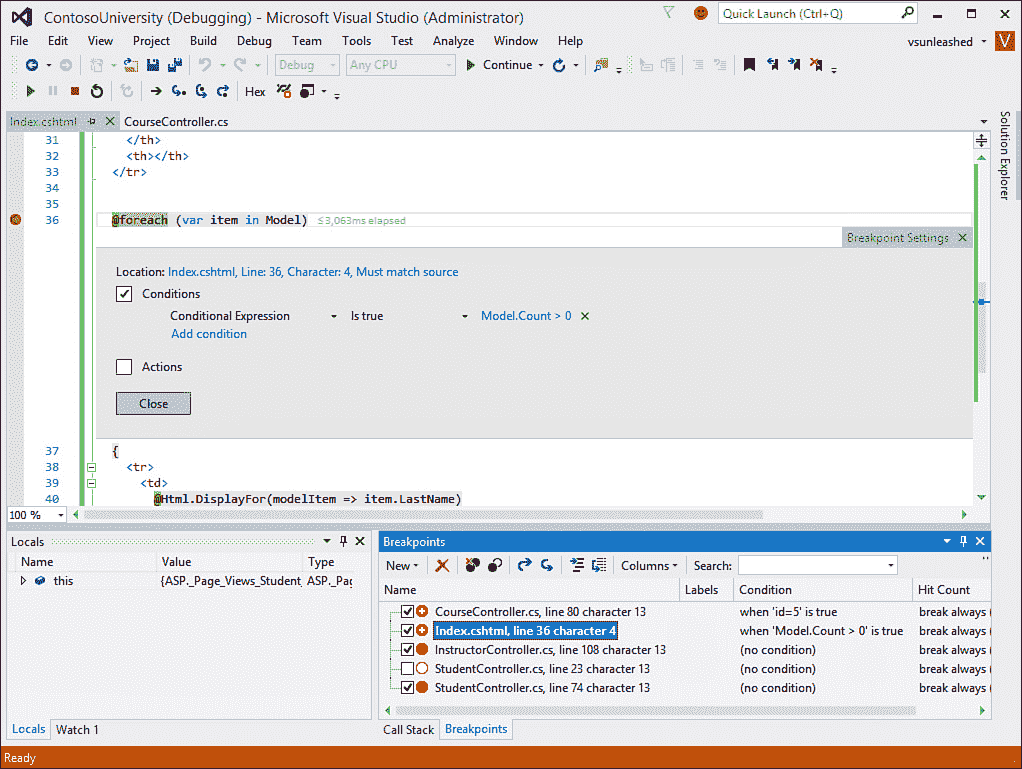 ContosoUniversity (Debugging) - Microsoft Visual Studio (Administrator)
Quick Launch (Ctrl+Q)
File Edit View Project Build Debug Team Tools Test Analyze Window Help
vsunleashed V
Debug Any CPU Continue
Hex
Index.cshtml CourseController.cs
Solution Explorer
31 </th>
32 <th></th>
33 </tr>
34
35
36 @foreach (var item in Model) ≤3,063ms elapsed
Breakpoint Settings
Location: Index.cshtml, Line: 36, Character: 4, Must match source
Conditions
Conditional Expression Is true Model.Count > 0
Add condition
Actions
Close
37 {
38 <tr>
39 <td>
40 @Html.DisplayFor(modelItem => item.LastName)
100 %
Locals
Name Value Type
this {ASP._Page_Views_Student_ ASP._Pag
Locals Watch 1
Breakpoints
New Columns Search:
Name Labels Condition Hit Count
CourseController.cs, line 80 character 13 when 'id=5' is true break always (
Index.cshtml, line 36 character 4 when 'Model.Count > 0' is true break always (
InstructorController.cs, line 108 character 13 (no condition) break always (
StudentController.cs, line 23 character 13 (no condition) break always (
StudentController.cs, line 74 character 13 (no condition) break always (
Call Stack Breakpoints
Ready